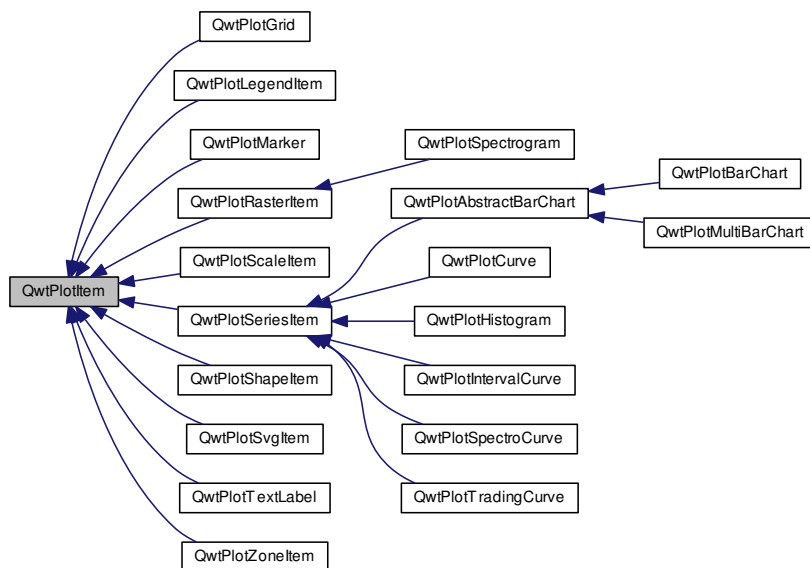 QwtPlotItem
QwtPlotGrid
QwtPlotLegendItem
QwtPlotMarker
QwtPlotRasterItem
QwtPlotScaleItem
QwtPlotSeriesItem
QwtPlotShapeItem
QwtPlotSvgItem
QwtPlotTextLabel
QwtPlotZoneItem
QwtPlotSpectrogram
QwtPlotAbstractBarChart
QwtPlotCurve
QwtPlotHistogram
QwtPlotIntervalCurve
QwtPlotSpectroCurve
QwtPlotTradingCurve
QwtPlotBarChart
QwtPlotMultiBarChart